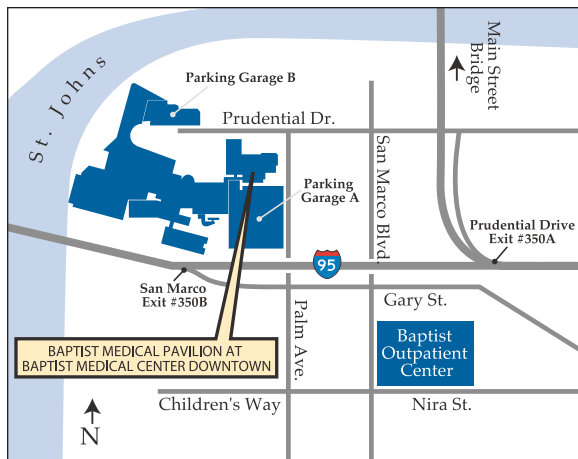 St. Johns
Parking Garage B
Main Street
Bridge
Prudential Dr.
San Marco Blvd.
Parking
Garage A
Prudential Drive
Exit #350A
95
San Marco
Exit #350B
Gary St.
Palm Ave.
Baptist
Outpatient
Center
BAPTIST MEDICAL PAVILION AT
BAPTIST MEDICAL CENTER DOWNTOWN
Children's Way
Nira St.
N